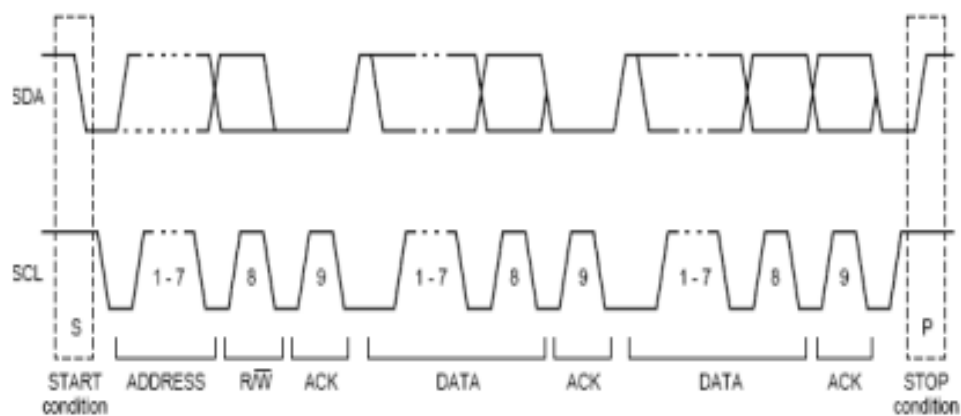 SDA
SCL
1 - 7 8 9 1 - 7 8 9 1 - 7 8 9
S P
START ADDRESS R/W̅ ACK DATA ACK DATA ACK STOP
condition condition